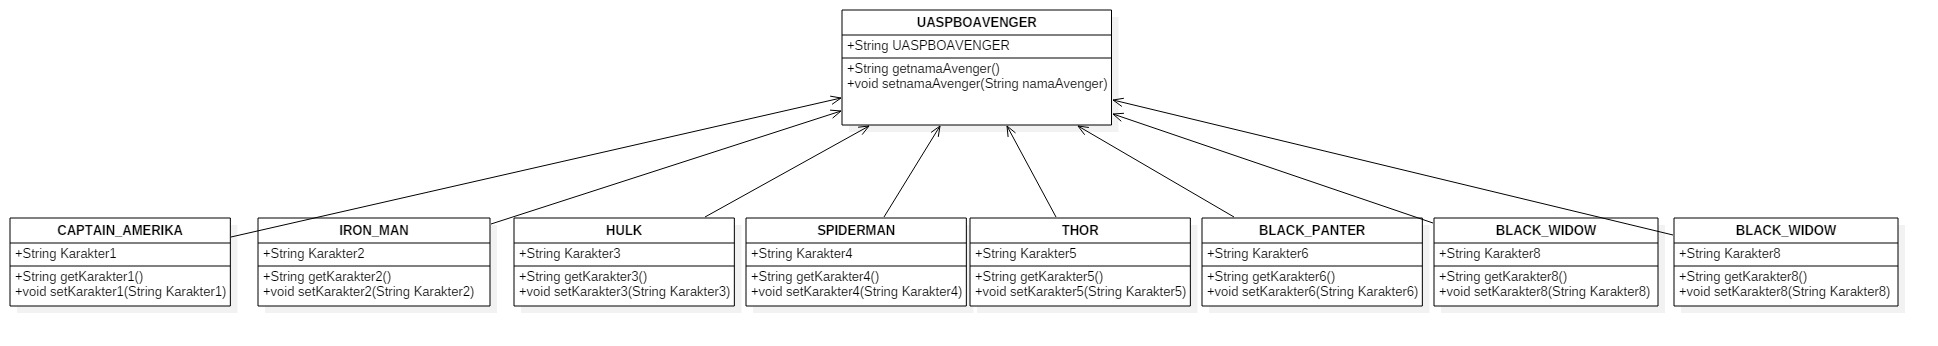 UASPBOAVENGER
+String UASPBOAVENGER
+String getnamaAvenger()
+void setnamaAvenger(String namaAvenger)
CAPTAIN_AMERIKA
+String Karakter1
+String getKarakter1()
+void setKarakter1(String Karakter1)
IRON_MAN
+String Karakter2
+String getKarakter2()
+void setKarakter2(String Karakter2)
HULK
+String Karakter3
+String getKarakter3()
+void setKarakter3(String Karakter3)
SPIDERMAN
+String Karakter4
+String getKarakter4()
+void setKarakter4(String Karakter4)
THOR
+String Karakter5
+String getKarakter5()
+void setKarakter5(String Karakter5)
BLACK_PANTER
+String Karakter6
+String getKarakter6()
+void setKarakter6(String Karakter6)
BLACK_WIDOW
+String Karakter8
+String getKarakter8()
+void setKarakter8(String Karakter8)
BLACK_WIDOW
+String Karakter8
+String getKarakter8()
+void setKarakter8(String Karakter8)